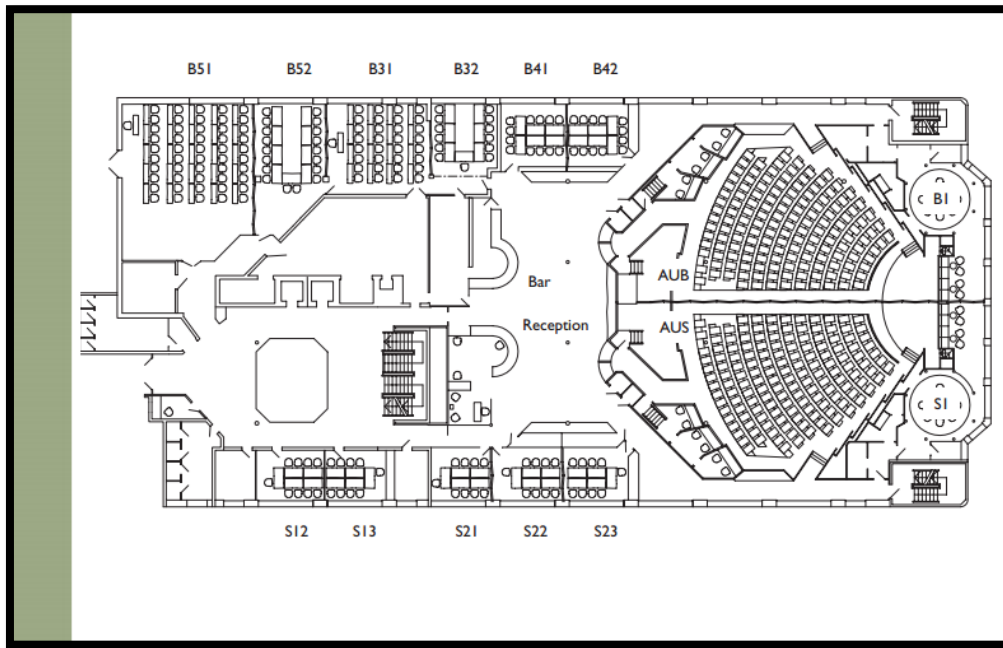 B51 B52 B31 B32 B41 B42
B1
AUB
Bar
Reception
AUS
S1
S12 S13 S21 S22 S23